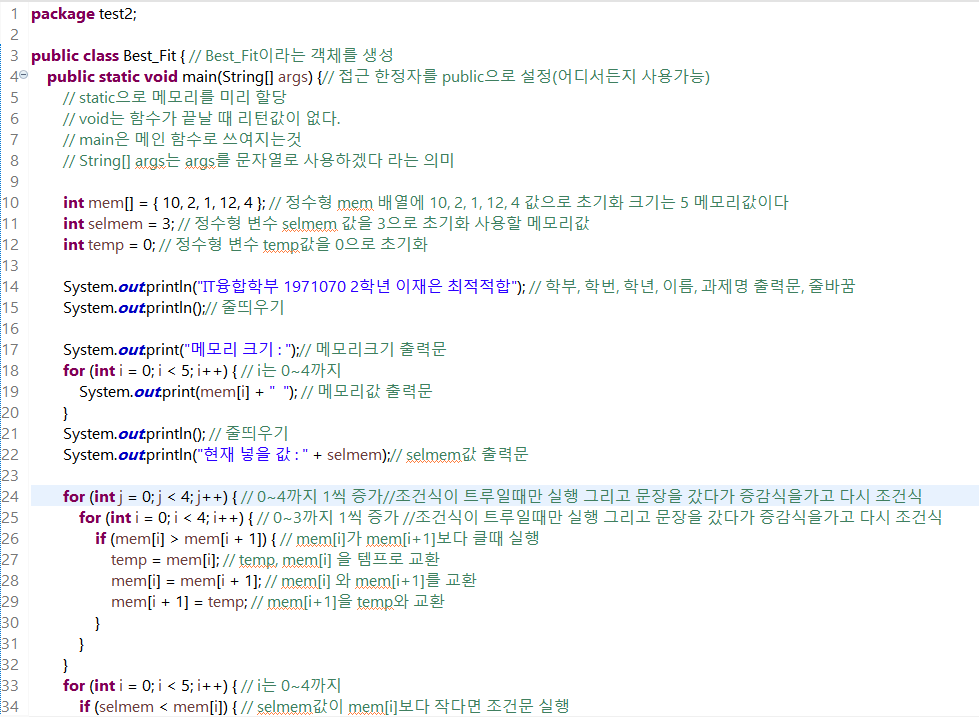 1 package test2;
2
3 public class Best_Fit { // Best_Fit이라는 객체를 생성
4 public static void main(String[] args) {// 접근 한정자를 public으로 설정(어디서든지 사용가능)
5 // static으로 메모리를 미리 할당
6 // void는 함수가 끝날 때 리턴값이 없다.
7 // main은 메인 함수로 쓰여지는것
8 // String[] args는 args를 문자열로 사용하겠다 라는 의미
9
10 int mem[] = { 10, 2, 1, 12, 4 }; // 정수형 mem 배열에 10, 2, 1, 12, 4 값으로 초기화 크기는 5 메모리값이다
11 int selmem = 3; // 정수형 변수 selmem 값을 3으로 초기화 사용할 메모리값
12 int temp = 0; // 정수형 변수 temp값을 0으로 초기화
13
14 System.out.println("IT융합학부 1971070 2학년 이재은 최적적합"); // 학부, 학번, 학년, 이름, 과제명 출력문, 줄바꿈
15 System.out.println();// 줄띄우기
16
17 System.out.print("메모리 크기 : ");// 메모리크기 출력문
18 for (int i = 0; i < 5; i++) { // i는 0~4까지
19 System.out.print(mem[i] + "  "); // 메모리값 출력문
20 }
21 System.out.println(); // 줄띄우기
22 System.out.println("현재 넣을 값 : " + selmem);// selmem값 출력문
23
24 for (int j = 0; j < 4; j++) { // 0~4까지 1씩 증가//조건식이 트루일때만 실행 그리고 문장을 갔다가 증감식을가고 다시 조건식
25 for (int i = 0; i < 4; i++) { // 0~3까지 1씩 증가 //조건식이 트루일때만 실행 그리고 문장을 갔다가 증감식을가고 다시 조건식
26 if (mem[i] > mem[i + 1]) { // mem[i]가 mem[i+1]보다 클때 실행
27 temp = mem[i]; // temp, mem[i] 을 템프로 교환
28 mem[i] = mem[i + 1]; // mem[i] 와 mem[i+1]를 교환
29 mem[i + 1] = temp; // mem[i+1]을 temp와 교환
30 }
31 }
32 }
33 for (int i = 0; i < 5; i++) { // i는 0~4까지
34 if (selmem < mem[i]) { // selmem값이 mem[i]보다 작다면 조건문 실행